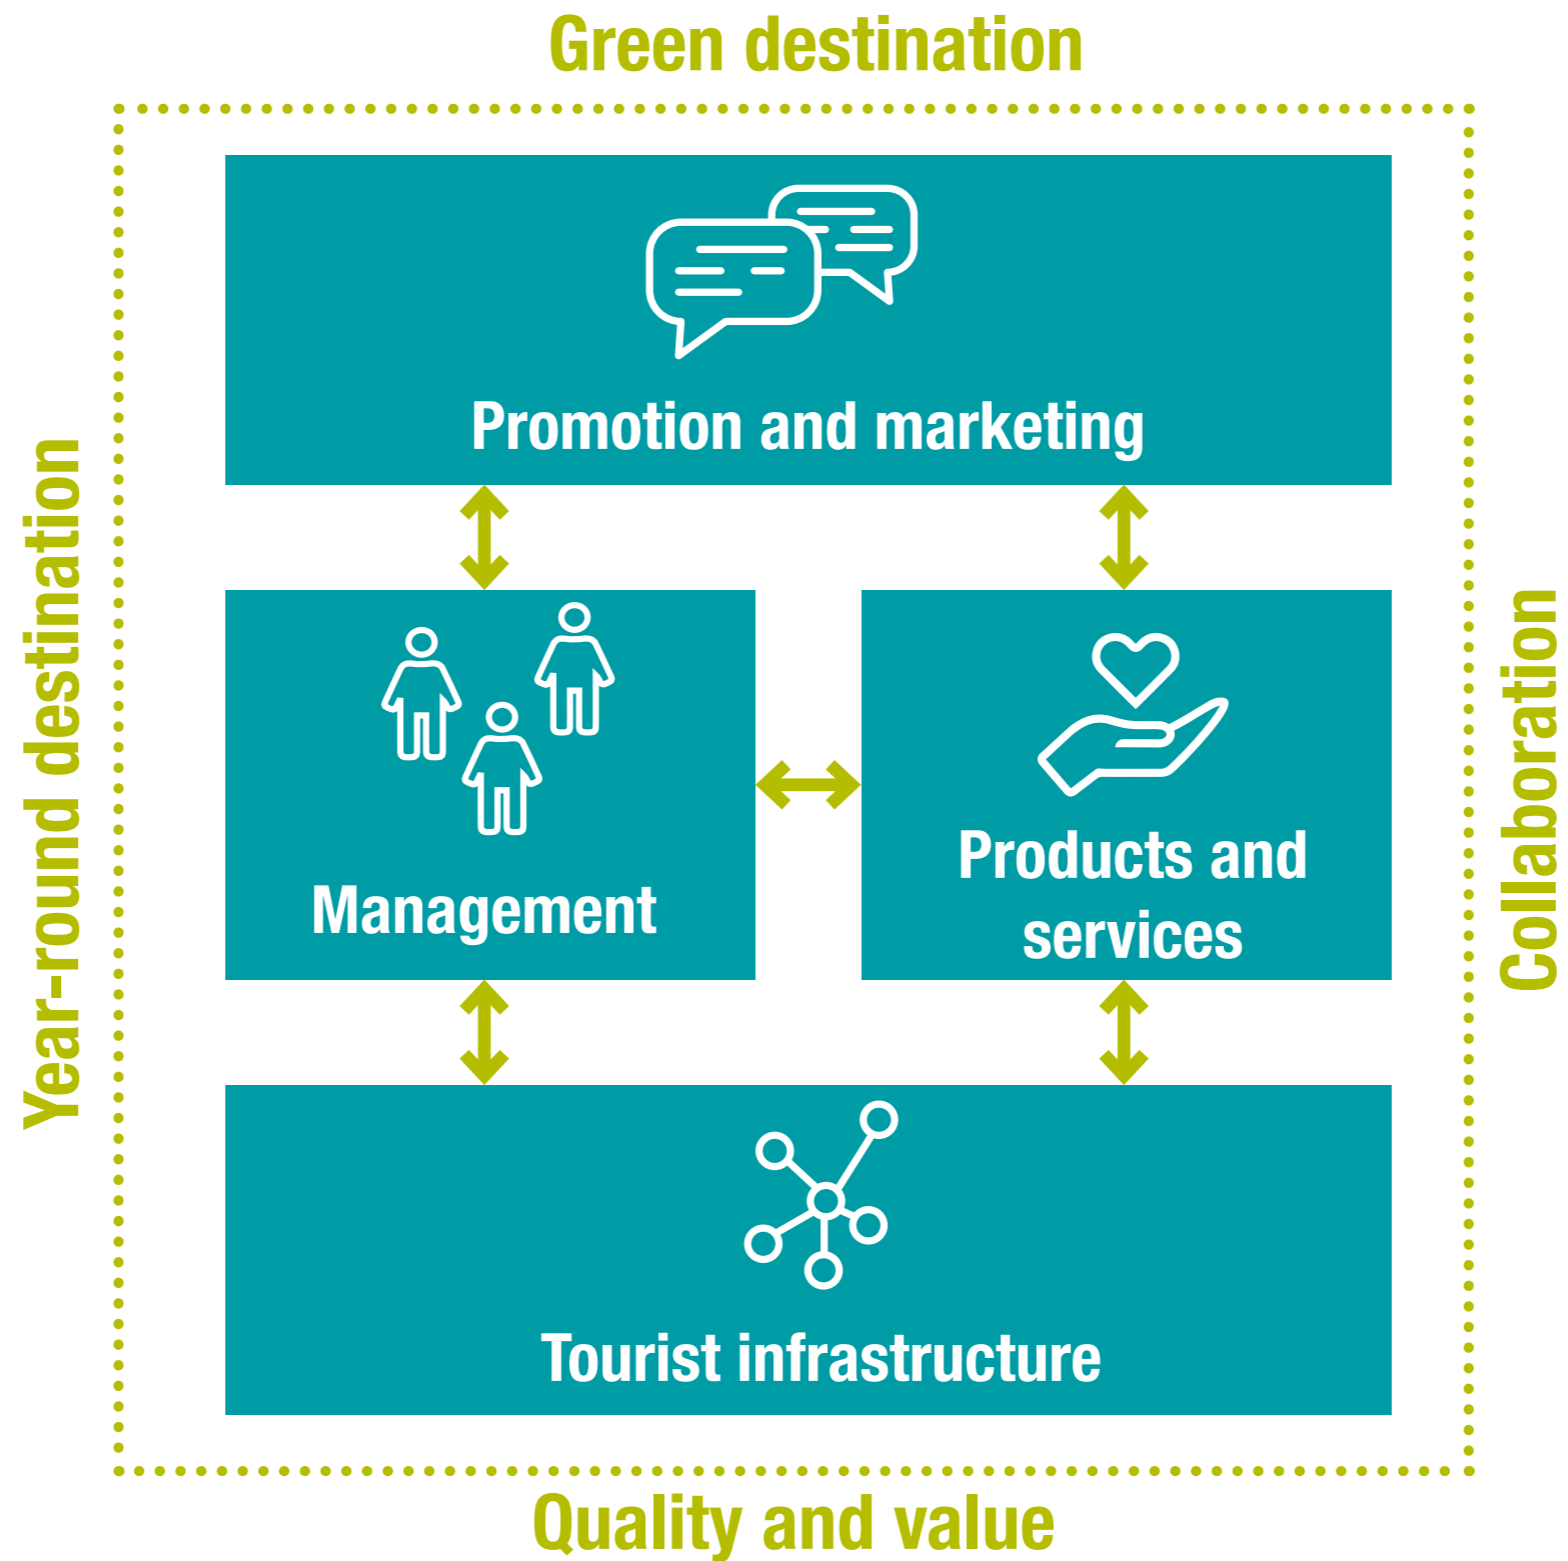 Green destination
Promotion and marketing
Year-round destination
Management
Products and
services
Collaboration
Tourist infrastructure
Quality and value